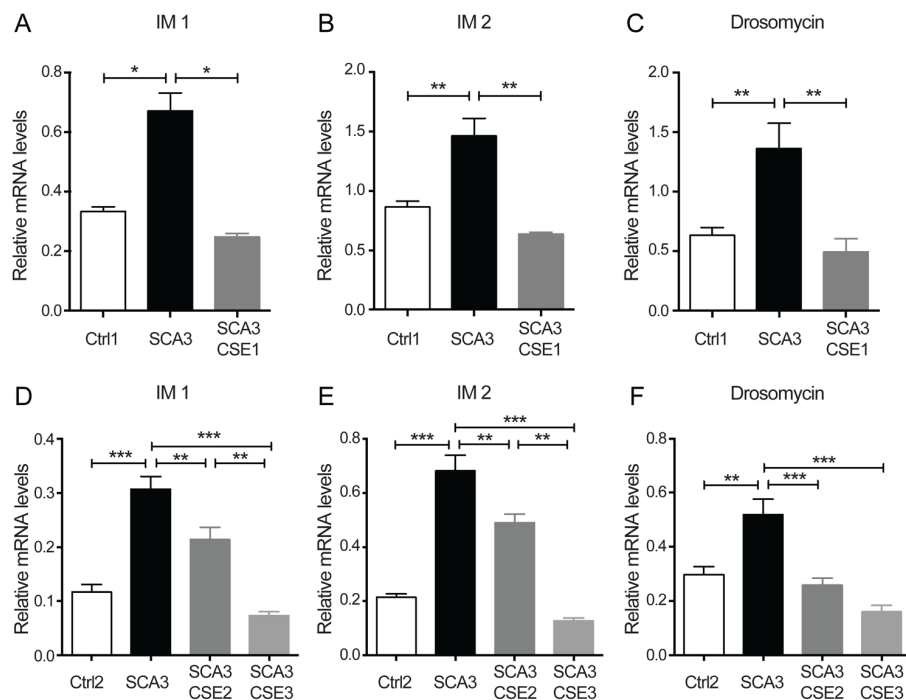 A
IM 1
Relative mRNA levels
0.8
0.6
0.4
0.2
0.0
*
*
Ctrl1
SCA3
SCA3
CSE1
B
IM 2
Relative mRNA levels
2.0
1.5
1.0
0.5
0.0
**
**
Ctrl1
SCA3
SCA3
CSE1
C
Drosomycin
Relative mRNA levels
2.0
1.5
1.0
0.5
0.0
**
**
Ctrl1
SCA3
SCA3
CSE1
D
IM 1
Relative mRNA levels
0.4
0.3
0.2
0.1
0.0
***
***
**
**
Ctrl2
SCA3
SCA3
CSE2
SCA3
CSE3
E
IM 2
Relative mRNA levels
0.8
0.6
0.4
0.2
0.0
***
***
**
**
Ctrl2
SCA3
SCA3
CSE2
SCA3
CSE3
F
Drosomycin
Relative mRNA levels
0.8
0.6
0.4
0.2
0.0
***
**
***
Ctrl2
SCA3
SCA3
CSE2
SCA3
CSE3